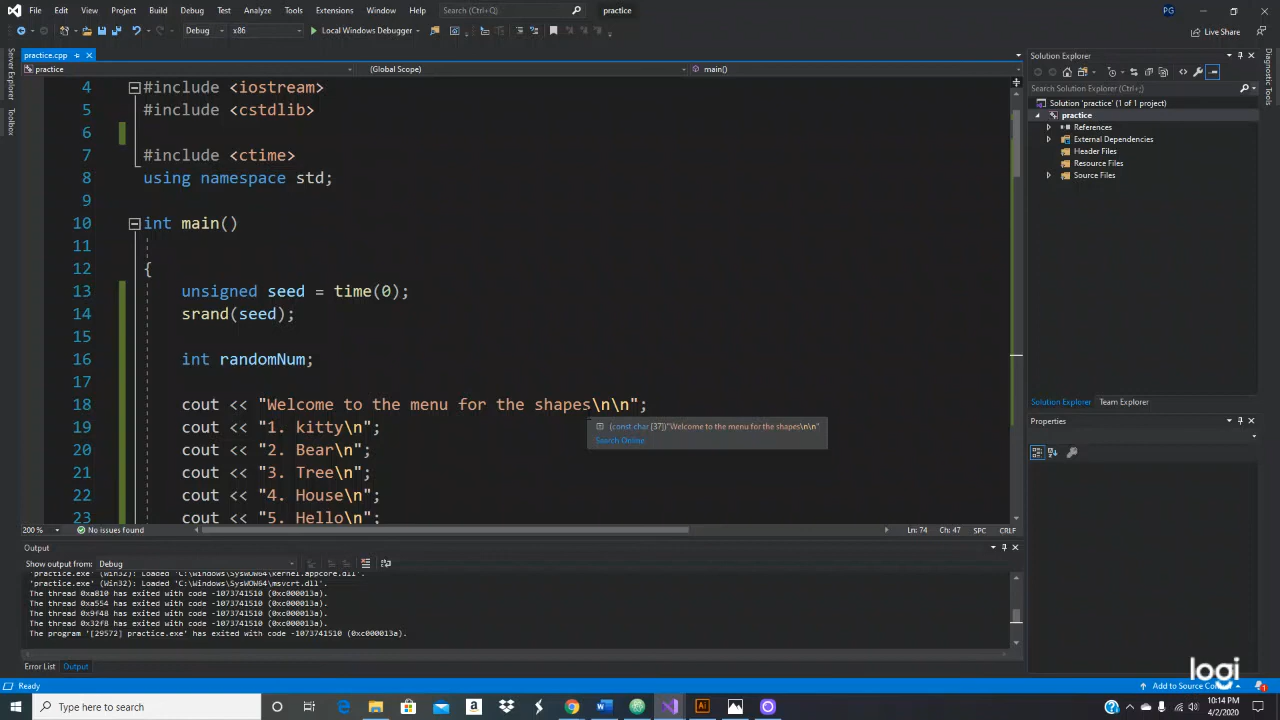 File Edit View Project Build Debug Test Analyze Tools Extensions Window Help Search (Ctrl+Q) practice PG
Debug x86 Local Windows Debugger Live Share
practice.cpp
practice (Global Scope) main()
4 #include <iostream>
5 #include <cstdlib>
6
7 #include <ctime>
8 using namespace std;
9
10 int main()
11
12 {
13 unsigned seed = time(0);
14 srand(seed);
15
16 int randomNum;
17
18 cout << "Welcome to the menu for the shapes\n\n";
19 cout << "1. kitty\n";
20 cout << "2. Bear\n";
21 cout << "3. Tree\n";
22 cout << "4. House\n";
23 cout << "5. Hello\n";
(const char [37])"Welcome to the menu for the shapes\n\n"
Search Online
200 % No issues found Ln: 74 Ch: 47 SPC CRLF
Output
Show output from: Debug
'practice.exe' (Win32): Loaded 'C:\Windows\SysWOW64\kernel.appcore.dll'.
'practice.exe' (Win32): Loaded 'C:\Windows\SysWOW64\msvcrt.dll'.
The thread 0xa810 has exited with code -1073741510 (0xc000013a).
The thread 0xa554 has exited with code -1073741510 (0xc000013a).
The thread 0x9f48 has exited with code -1073741510 (0xc000013a).
The thread 0x32f8 has exited with code -1073741510 (0xc000013a).
The program '[29572] practice.exe' has exited with code -1073741510 (0xc000013a).
Error List Output
Server Explorer
Toolbox
Solution Explorer
Search Solution Explorer (Ctrl+;)
Solution 'practice' (1 of 1 project)
practice
References
External Dependencies
Header Files
Resource Files
Source Files
Solution Explorer Team Explorer
Properties
Diagnostic Tools
logi
Ready Add to Source Control 1
Type here to search
10:14 PM
4/2/2020